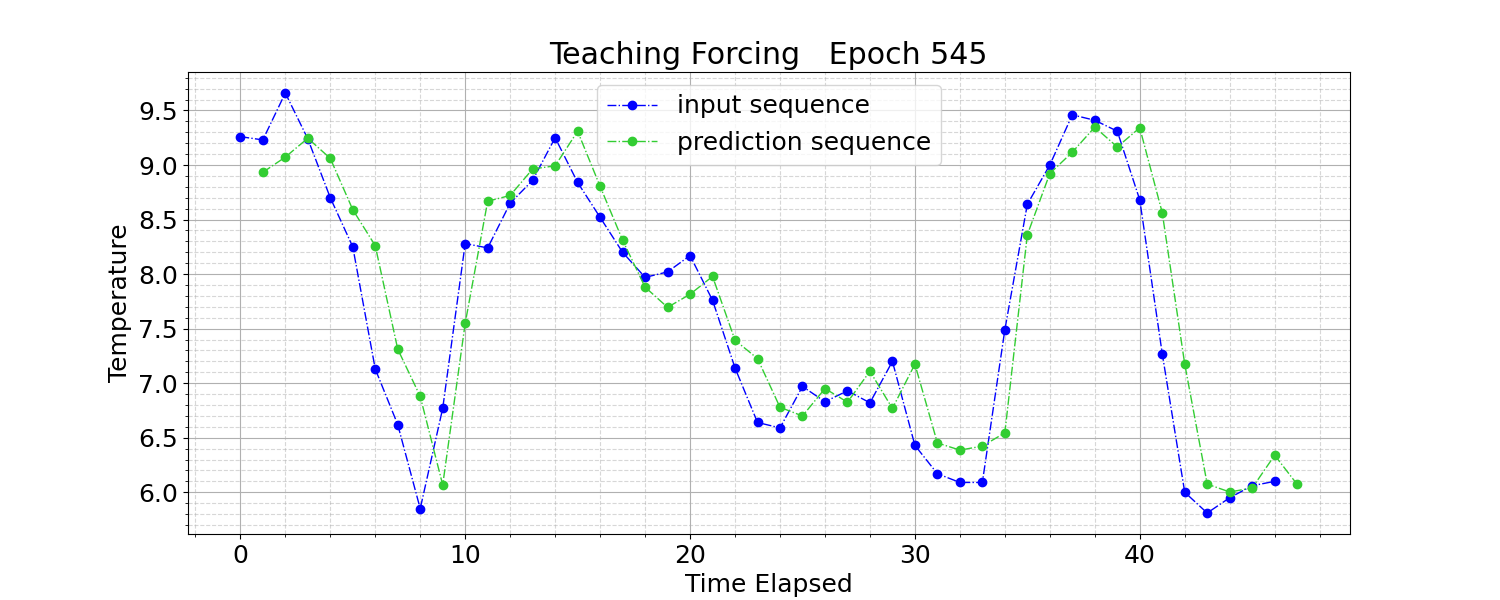 Teaching Forcing   Epoch 545
input sequence
prediction sequence
Temperature
9.5
9.0
8.5
8.0
7.5
7.0
6.5
6.0
0 10 20 30 40
Time Elapsed